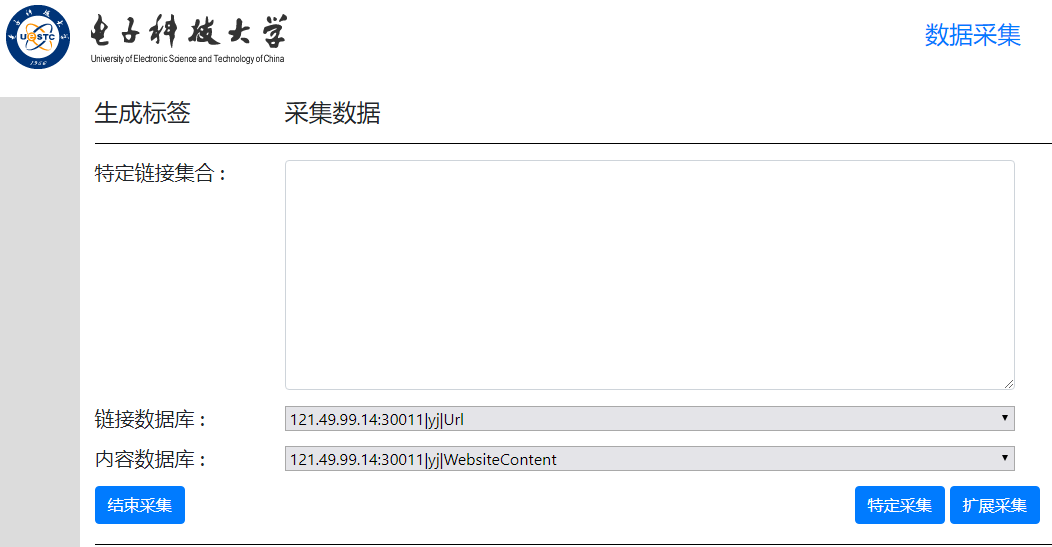 UESTC
1956
电子科技大学
University of Electronic Science and Technology of China
数据采集
生成标签 采集数据
特定链接集合：
链接数据库： 121.49.99.14:30011|yj|Url
内容数据库： 121.49.99.14:30011|yj|WebsiteContent
结束采集 特定采集 扩展采集